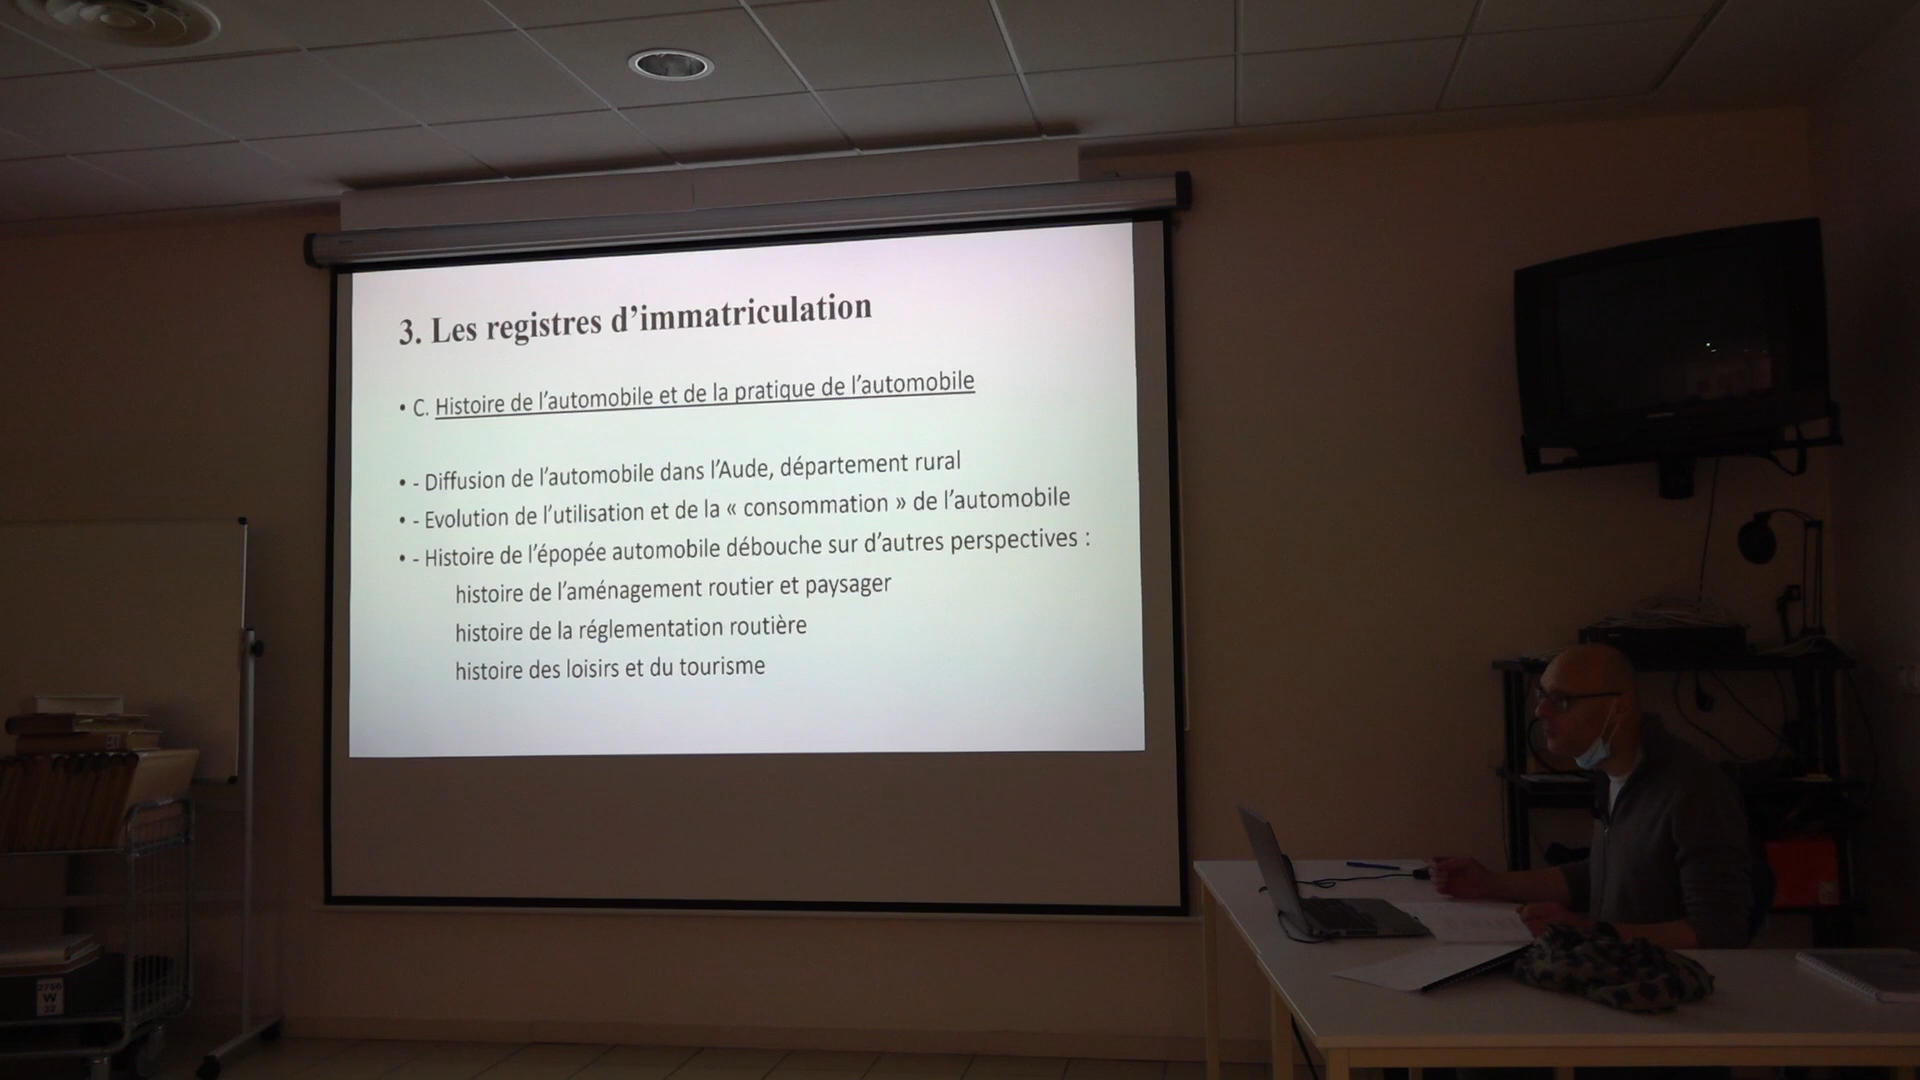 3. Les registres d’immatriculation
• C. Histoire de l’automobile et de la pratique de l’automobile
• - Diffusion de l’automobile dans l’Aude, département rural
• - Evolution de l’utilisation et de la « consommation » de l’automobile
• - Histoire de l’épopée automobile débouche sur d’autres perspectives :
histoire de l’aménagement routier et paysager
histoire de la réglementation routière
histoire des loisirs et du tourisme
W